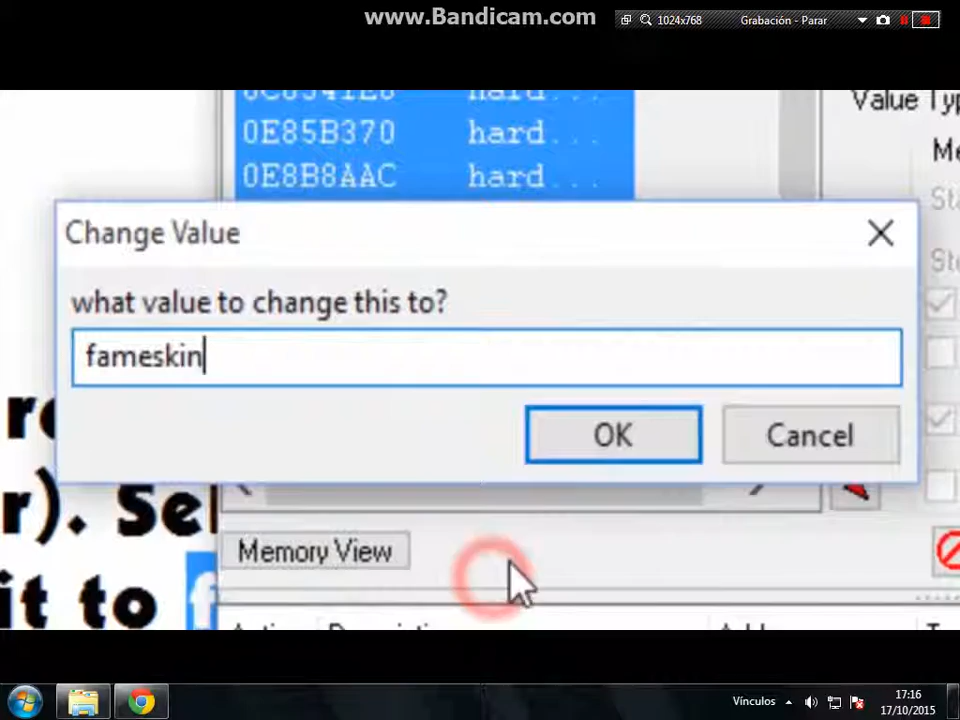 www.Bandicam.com
1024x768
Grabación - Parar
Value Typ
0E85B370 hard...
0E8B8AAC hard...
Change Value
what value to change this to?
fameskin
OK
Cancel
r). Sel
Memory View
it to f
Vínculos
17:16
17/10/2015